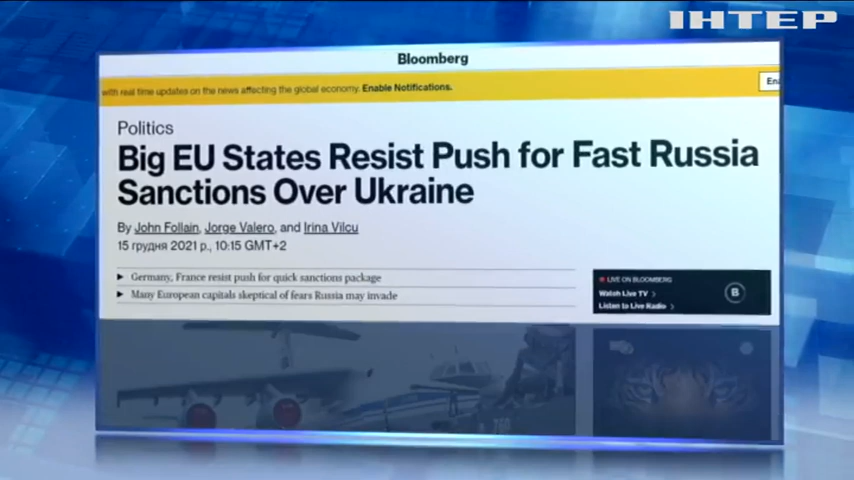 ІНТЕР
Bloomberg
with real time updates on the news affecting the global economy. Enable Notifications.
Politics
Big EU States Resist Push for Fast Russia
Sanctions Over Ukraine
By John Follain, Jorge Valero, and Irina Vilcu
15 грудня 2021 р., 10:15 GMT+2
Germany, France resist push for quick sanctions package
Many European capitals skeptical of fears Russia may invade
LIVE ON BLOOMBERG
Watch Live TV
Listen to Live Radio
B